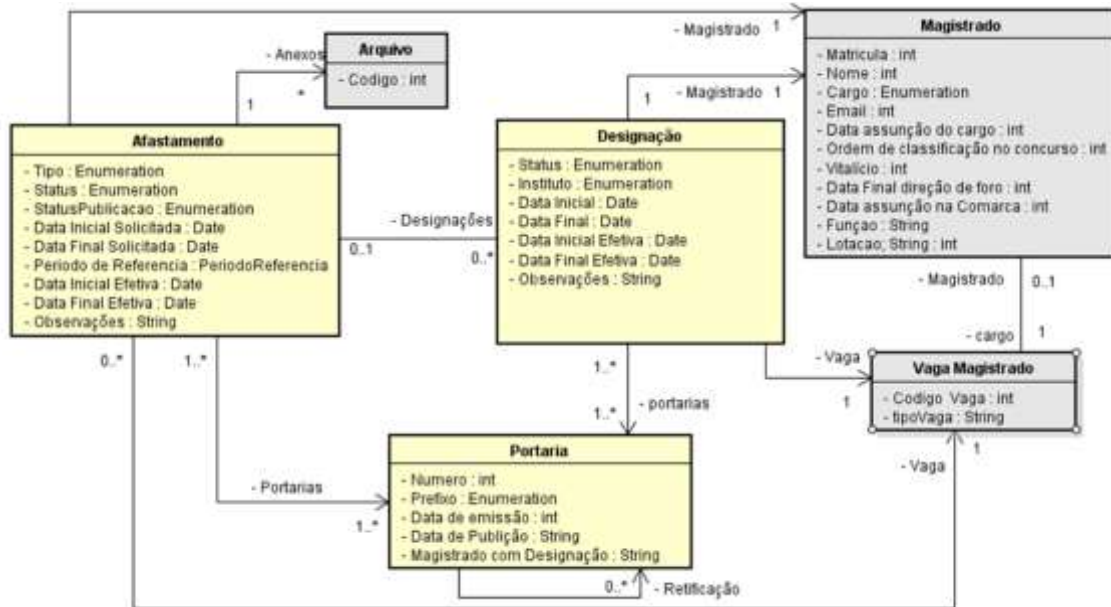 Magistrado
- Matricula : int
- Nome : int
- Cargo : Enumeration
- Email : int
- Data assunção do cargo : int
- Ordem de classificação no concurso : int
- Vitalício : int
- Data Final direção de foro : int
- Data assunção na Comarca : int
- Função : String
- Lotacao; String : int
- Magistrado
1
Arquivo
- Codigo : int
- Anexos
1
*
- Magistrado
1
1
Afastamento
- Tipo : Enumeration
- Status : Enumeration
- StatusPublicacao : Enumeration
- Data Inicial Solicitada : Date
- Data Final Solicitada : Date
- Periodo de Referencia : PeriodoReferencia
- Data Inicial Efetiva : Date
- Data Final Efetiva : Date
- Observações : String
- Designações
0..1
0..*
Designação
- Status : Enumeration
- Instituto : Enumeration
- Data Inicial : Date
- Data Final : Date
- Data Inicial Efetiva : Date
- Data Final Efetiva : Date
- Observações : String
- Magistrado
0..1
- cargo
1
0..*
1..*
1..*
1..*
- portarias
- Vaga
1
Vaga Magistrado
- Codigo Vaga : int
- tipoVaga : String
- Vaga
1
- Portarias
1..*
Portaria
- Numero : int
- Prefixo : Enumeration
- Data de emissão : int
- Data de Publição : String
- Magistrado com Designação : String
0..*
- Retificação